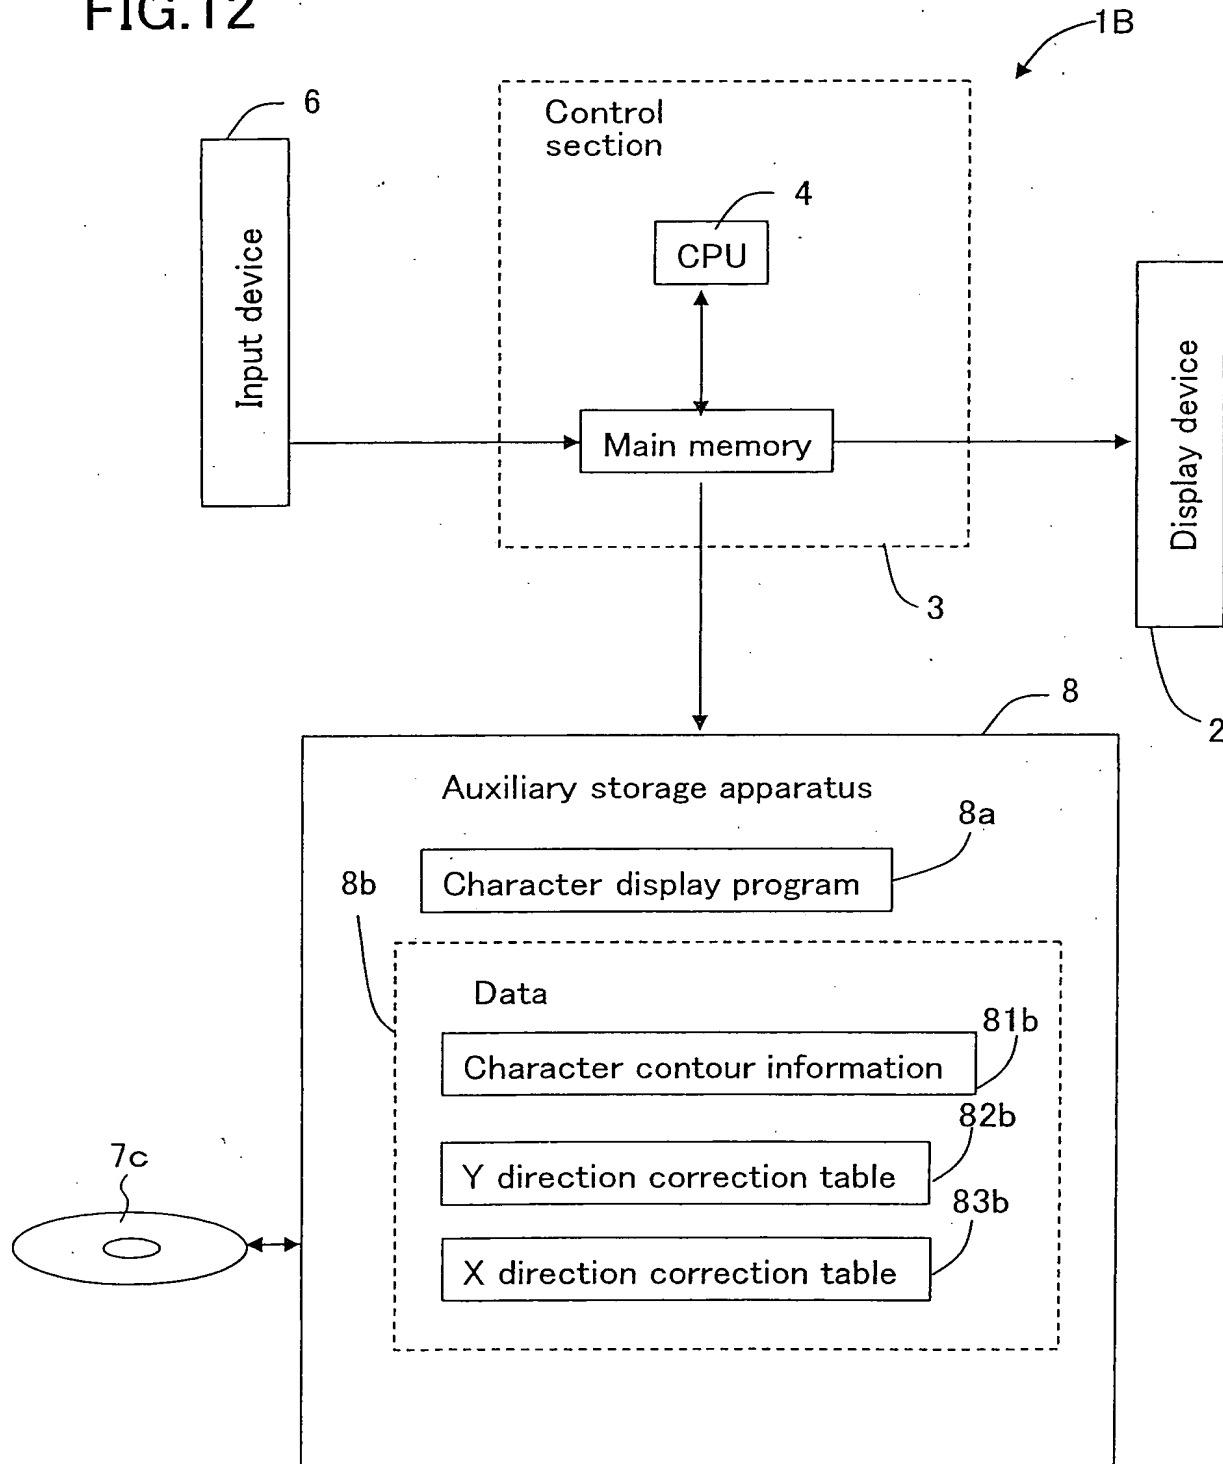 FIG.12
1B
6
Control
section
4
CPU
Input device
Main memory
Display device
3
2
8
Auxiliary storage apparatus
8a
Character display program
8b
Data
81b
Character contour information
82b
Y direction correction table
83b
X direction correction table
7c